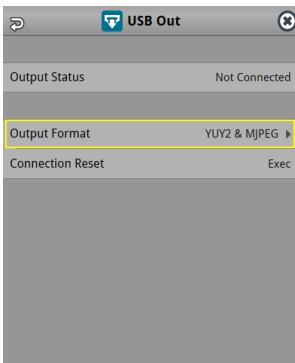 USB Out
Output Status Not Connected
Output Format YUY2 & MJPEG
Connection Reset Exec